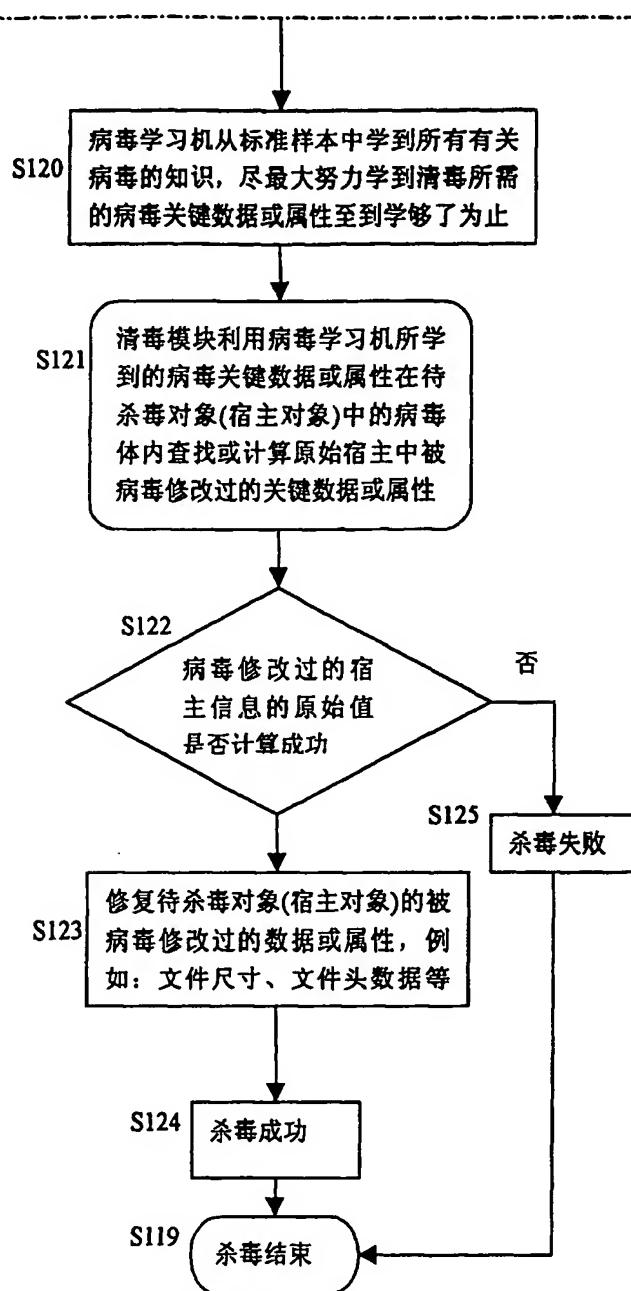 S120
病毒学习机从标准样本中学到所有有关
病毒的知识，尽最大努力学到清毒所需
的病毒关键数据或属性至到学够了为止
S121
清毒模块利用病毒学习机所学
到的病毒关键数据或属性在待
杀毒对象(宿主对象)中的病毒
体内查找或计算原始宿主中被
病毒修改过的关键数据或属性
S122
病毒修改过的宿
主信息的原始值
是否计算成功
否
S125
杀毒失败
S123
修复待杀毒对象(宿主对象)的被
病毒修改过的数据或属性，例
如：文件尺寸、文件头数据等
S124
杀毒成功
S119
杀毒结束